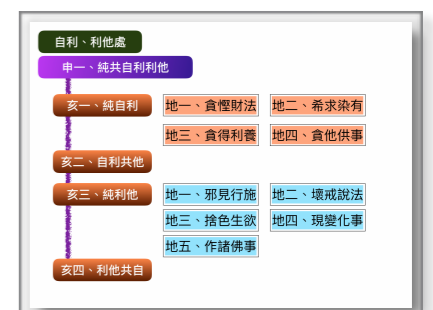 自利、利他處
申一、純共自利利他
亥一、純自利 地一、貪慳財法 地二、希求染有
地三、貪得利養 地四、貪他供事
亥二、自利共他
亥三、純利他 地一、邪見行施 地二、壞戒說法
地三、捨色生欲 地四、現變化事
地五、作諸佛事
亥四、利他共自